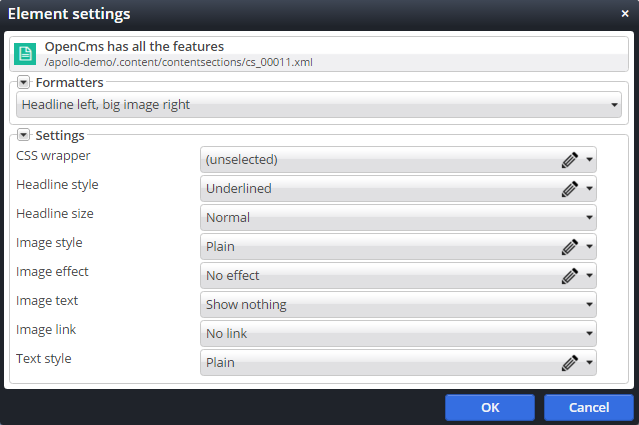 Element settings
OpenCms has all the features
/apollo-demo/.content/contentsections/cs_00011.xml
Formatters
Headline left, big image right
Settings
CSS wrapper (unselected)
Headline style Underlined
Headline size Normal
Image style Plain
Image effect No effect
Image text Show nothing
Image link No link
Text style Plain
OK Cancel